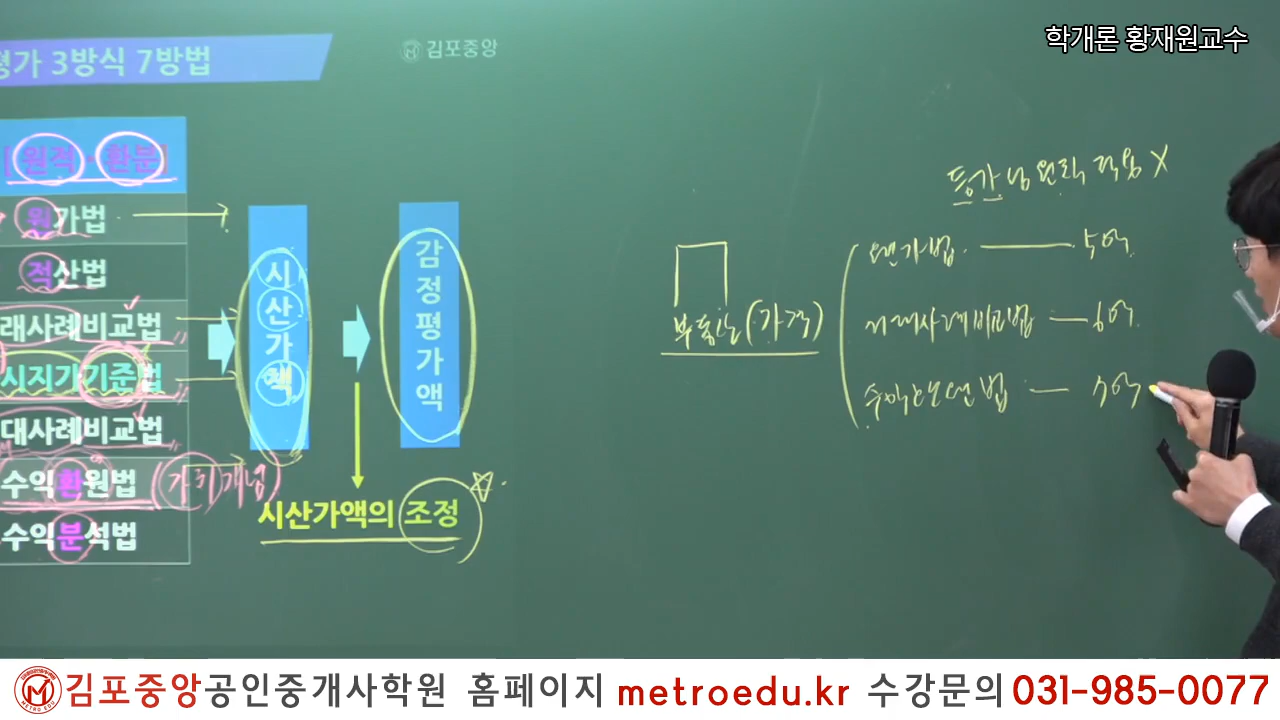 학개론 황재원교수
평가 3방식 7방법
김포중앙
[원적·환분]
원가법
적산법
래사례비교법
시지가기준법
대사례비교법
수익환원법 (가치개념)
수익분석법
시산가액
감정평가액
시산가액의 조정
등가성 원칙 적용 X
부동산(가격)
원가법 — 5억
거래사례비교법 — 6억
수익환원법 — 7억
김포중앙공인중개사학원 홈페이지 metroedu.kr 수강문의 031-985-0077
METRO EDU